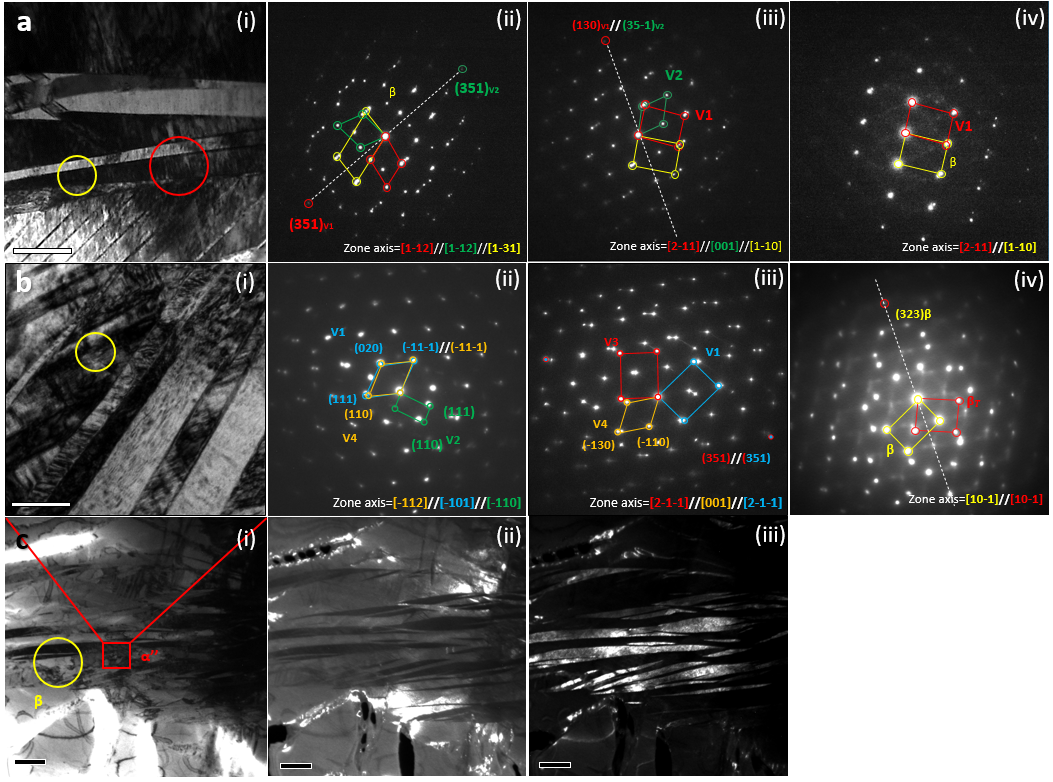 a
(i)
(ii)
β
(351)V2
(351)V1
Zone axis=[1-12]//[1-12]//[1-31]
(iii)
(130)V1//(35-1)V2
V2
V1
Zone axis=[2-11]//[001]//[1-10]
(iv)
V1
β
Zone axis=[2-11]//[1-10]
b
(i)
(ii)
V1
(020)
(-11-1)//(-11-1)
(111)
(110)
(111)
V4
(110)
V2
Zone axis=[-112]//[-101]//[-110]
(iii)
V3
V1
V4
(-130)
(-110)
(351)//(351)
Zone axis=[2-1-1]//[001]//[2-1-1]
(iv)
(323)β
β
Zone axis=[10-1]//[10-1]
c
(i)
α"
β
(ii)
(iii)